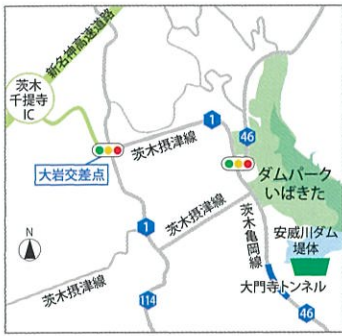 新名神高速道路
茨木
千提寺
IC
1
46
茨木摂津線
大岩交差点
ダムパーク
いばきた
茨木亀岡線
茨木摂津線
安威川ダム
堤体
N
1
大門寺トンネル
茨木摂津線
114
46